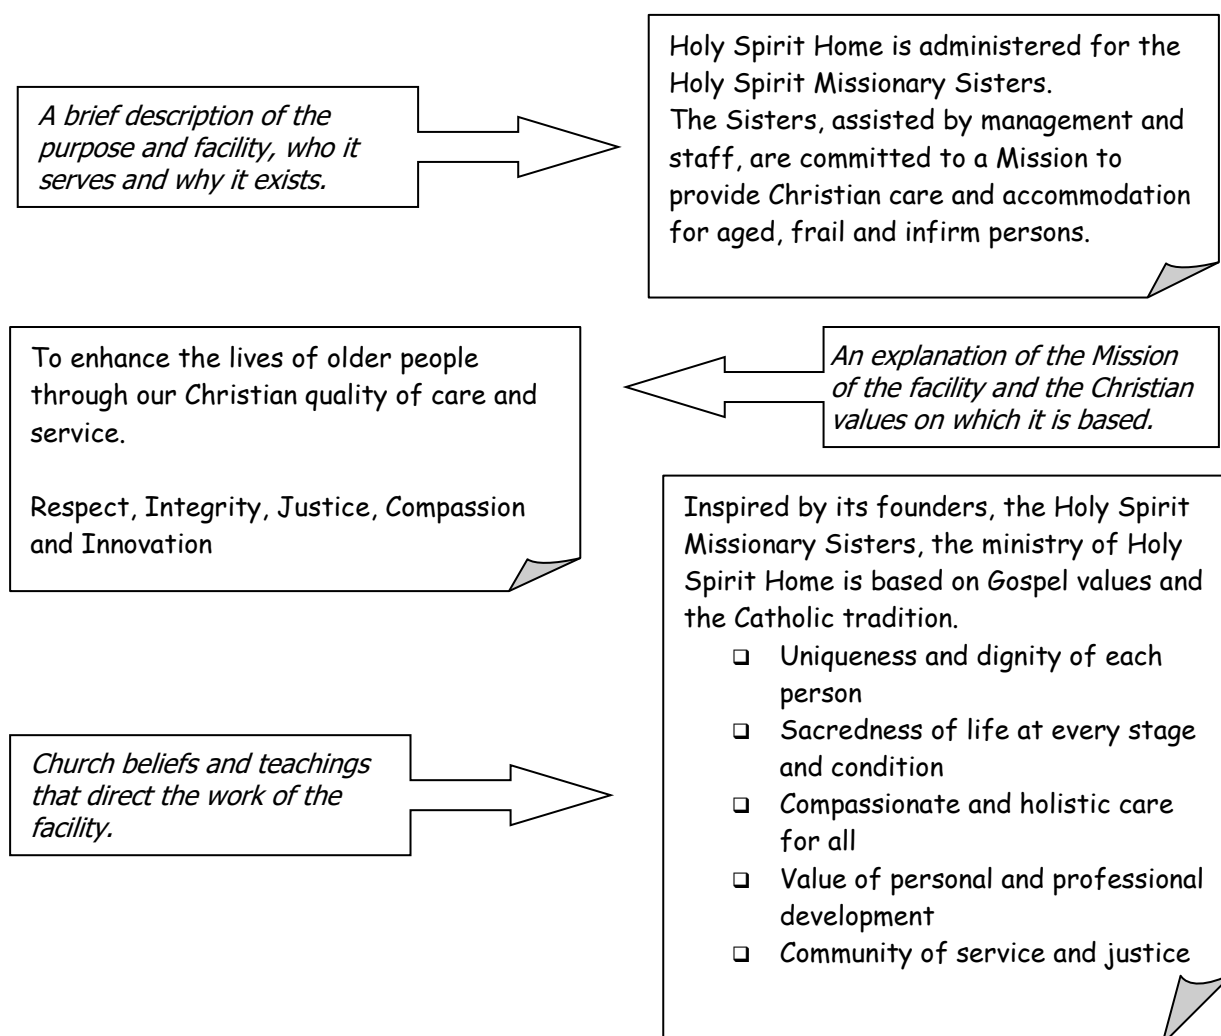 A brief description of the
purpose and facility, who it
serves and why it exists.
Holy Spirit Home is administered for the
Holy Spirit Missionary Sisters.
The Sisters, assisted by management and
staff, are committed to a Mission to
provide Christian care and accommodation
for aged, frail and infirm persons.
To enhance the lives of older people
through our Christian quality of care and
service.
Respect, Integrity, Justice, Compassion
and Innovation
An explanation of the Mission
of the facility and the Christian
values on which it is based.
Church beliefs and teachings
that direct the work of the
facility.
Inspired by its founders, the Holy Spirit
Missionary Sisters, the ministry of Holy
Spirit Home is based on Gospel values and
the Catholic tradition.
❑ Uniqueness and dignity of each
person
❑ Sacredness of life at every stage
and condition
❑ Compassionate and holistic care
for all
❑ Value of personal and professional
development
❑ Community of service and justice